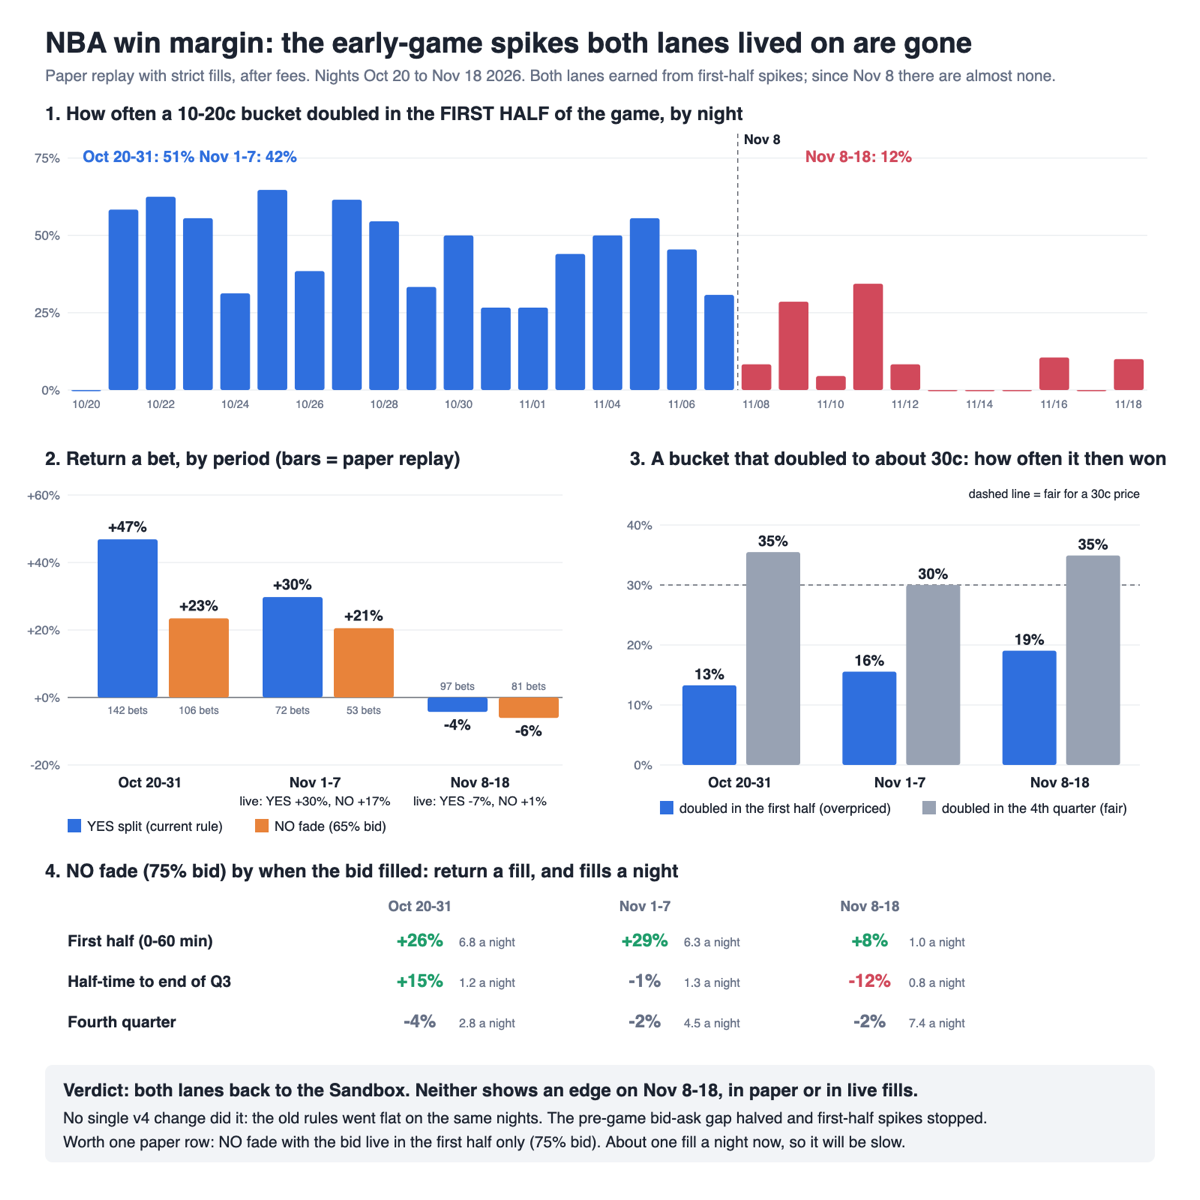 NBA win margin: the early-game spikes both lanes lived on are gone
Paper replay with strict fills, after fees. Nights Oct 20 to Nov 18 2026. Both lanes earned from first-half spikes; since Nov 8 there are almost none.
1. How often a 10-20c bucket doubled in the FIRST HALF of the game, by night
Nov 8
75%
Oct 20-31: 51% Nov 1-7: 42%
Nov 8-18: 12%
50%
25%
0%
10/20 10/22 10/24 10/26 10/28 10/30 11/01 11/04 11/06 11/08 11/10 11/12 11/14 11/16 11/18
2. Return a bet, by period (bars = paper replay)
+60%
+47%
+40%
+30%
+23%
+21%
+20%
97 bets 81 bets
+0%
142 bets 106 bets 72 bets 53 bets
-4% -6%
-20%
Oct 20-31 Nov 1-7 Nov 8-18
live: YES +30%, NO +17% live: YES -7%, NO +1%
YES split (current rule) NO fade (65% bid)
3. A bucket that doubled to about 30c: how often it then won
dashed line = fair for a 30c price
40%
35% 35%
30%
30%
20%
19%
16%
13%
10%
0%
Oct 20-31 Nov 1-7 Nov 8-18
doubled in the first half (overpriced) doubled in the 4th quarter (fair)
4. NO fade (75% bid) by when the bid filled: return a fill, and fills a night
Oct 20-31 Nov 1-7 Nov 8-18
First half (0-60 min) +26% 6.8 a night +29% 6.3 a night +8% 1.0 a night
Half-time to end of Q3 +15% 1.2 a night -1% 1.3 a night -12% 0.8 a night
Fourth quarter -4% 2.8 a night -2% 4.5 a night -2% 7.4 a night
Verdict: both lanes back to the Sandbox. Neither shows an edge on Nov 8-18, in paper or in live fills.
No single v4 change did it: the old rules went flat on the same nights. The pre-game bid-ask gap halved and first-half spikes stopped.
Worth one paper row: NO fade with the bid live in the first half only (75% bid). About one fill a night now, so it will be slow.